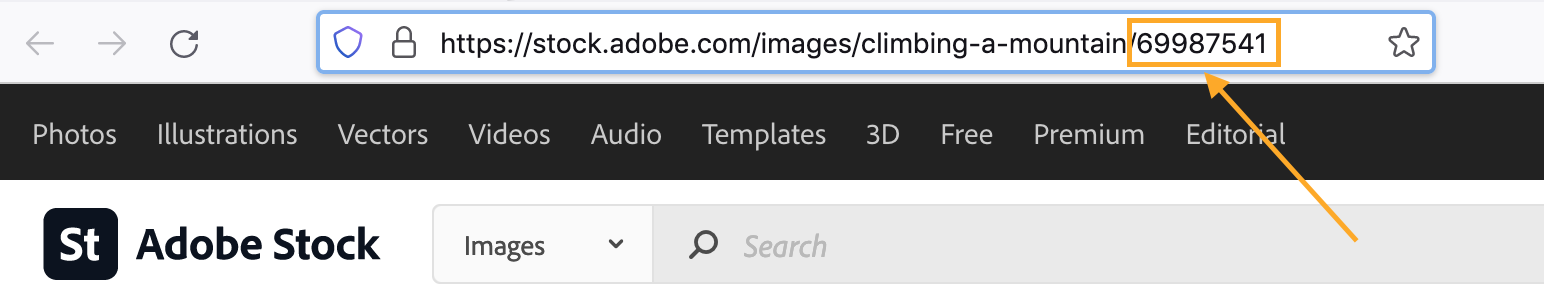 https://stock.adobe.com/images/climbing-a-mountain/69987541
Photos Illustrations Vectors Videos Audio Templates 3D Free Premium Editorial
St Adobe Stock Images Search